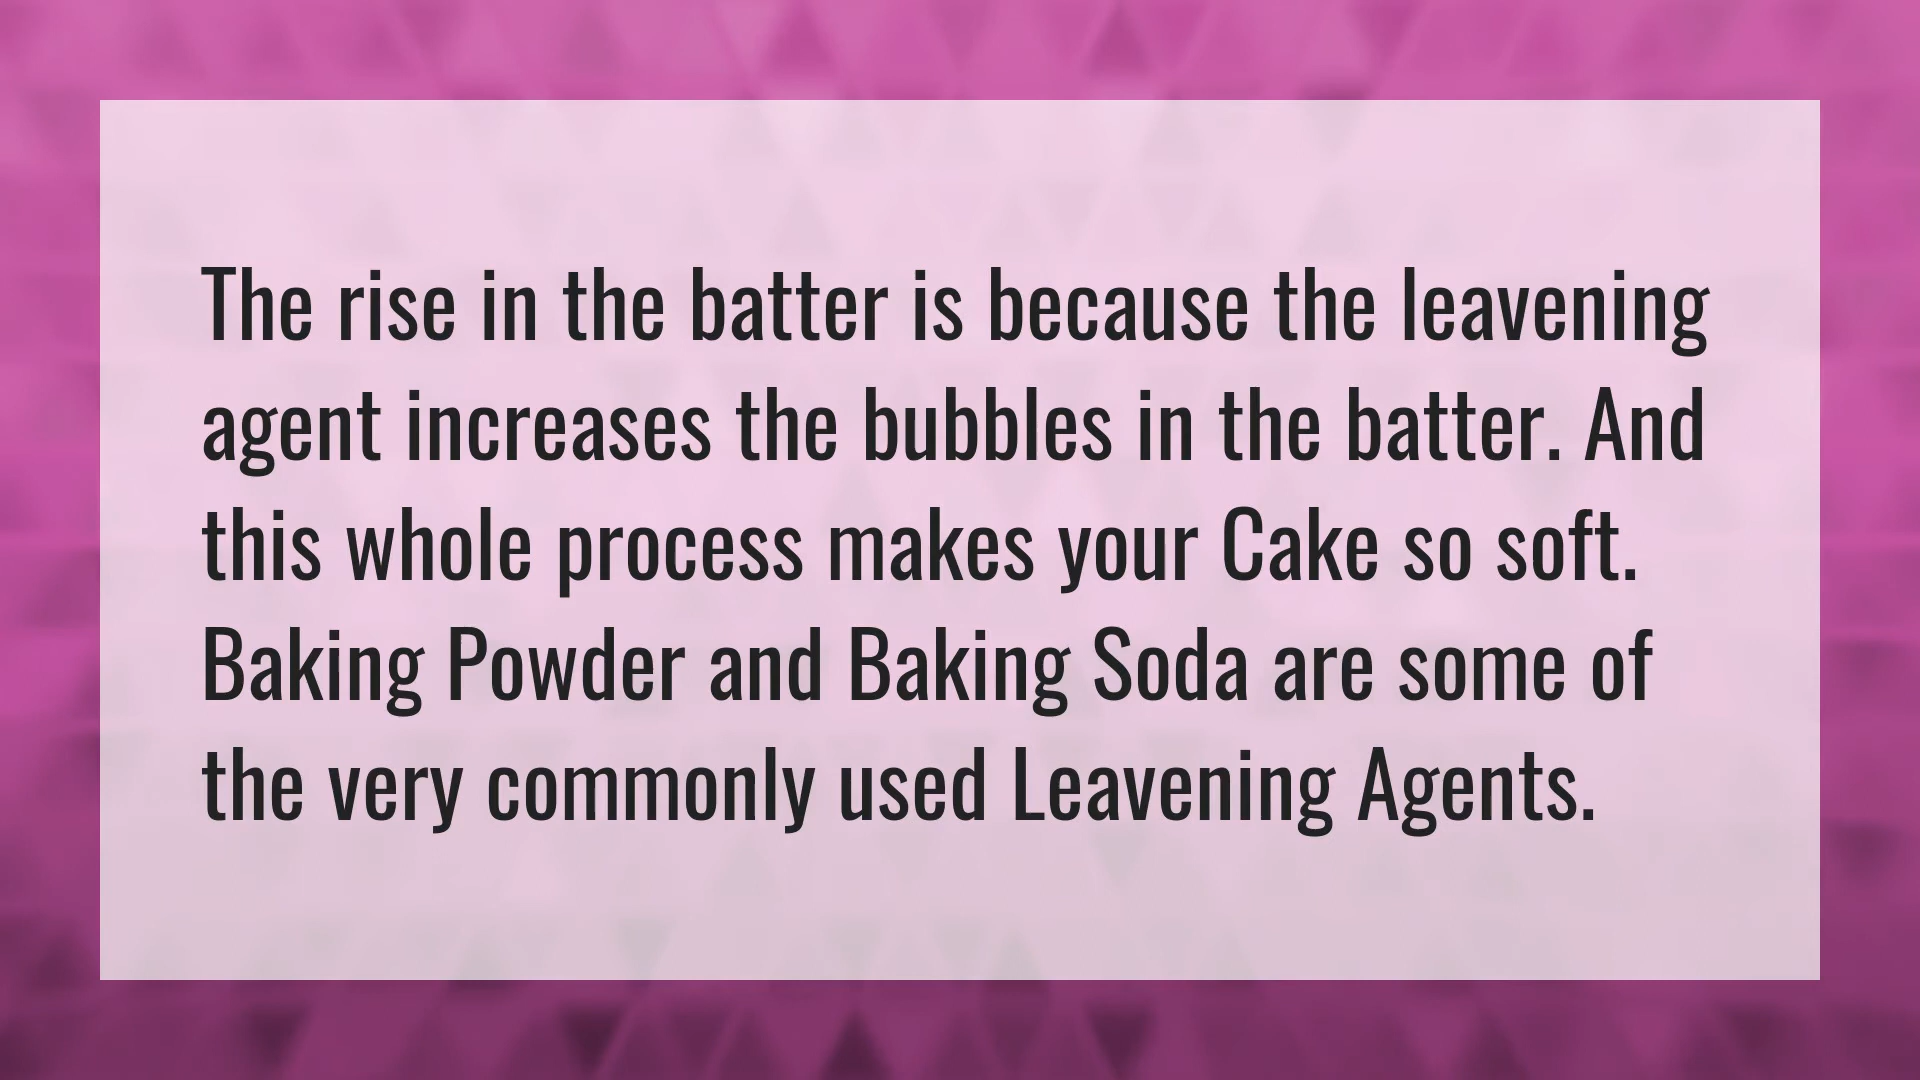 The rise in the batter is because the leavening
agent increases the bubbles in the batter. And
this whole process makes your Cake so soft.
Baking Powder and Baking Soda are some of
the very commonly used Leavening Agents.